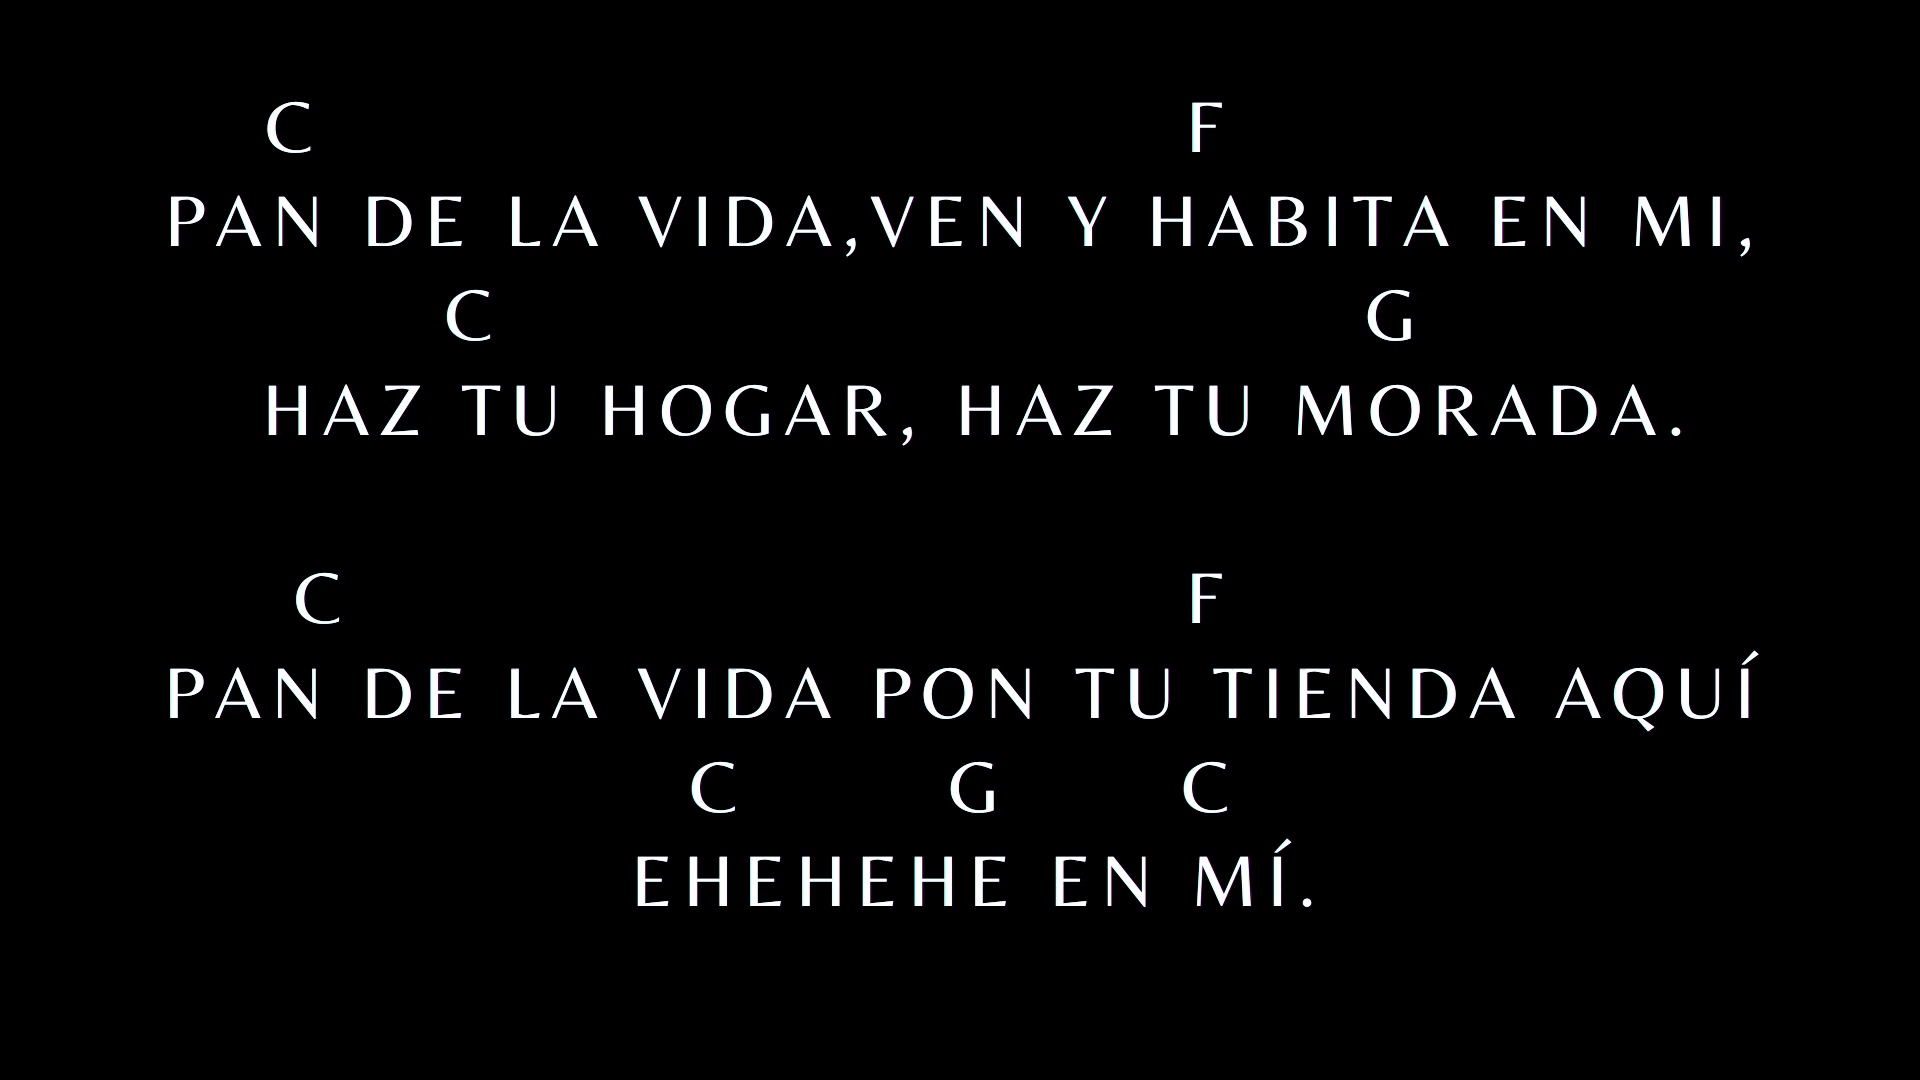 C F
PAN DE LA VIDA,VEN Y HABITA EN MI,
C G
HAZ TU HOGAR, HAZ TU MORADA.
C F
PAN DE LA VIDA PON TU TIENDA AQUÍ
C G C
EHEHEHE EN MÍ.